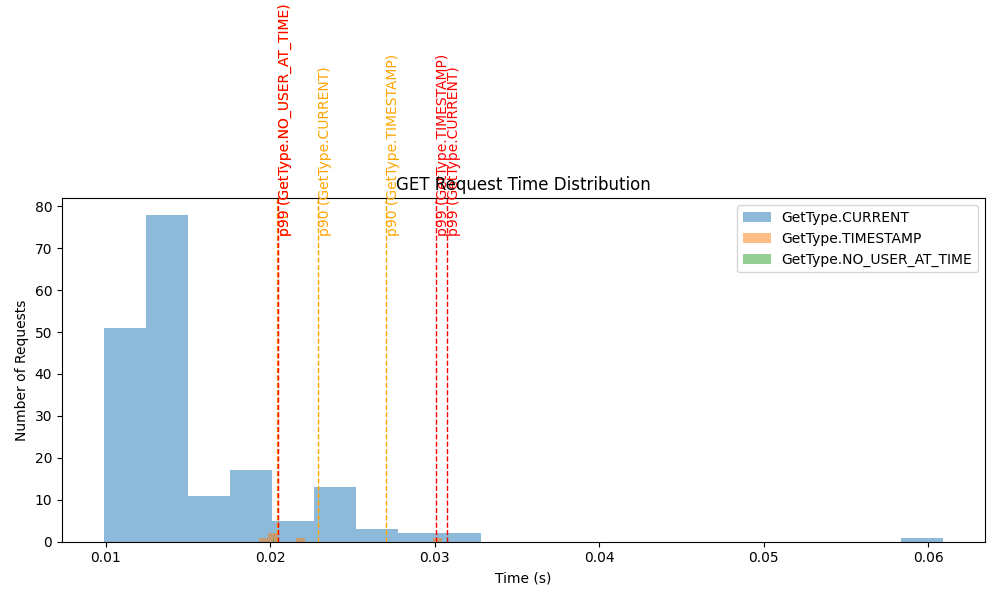 p99 (GetType.NO_USER_AT_TIME)
p90 (GetType.CURRENT)
p90 (GetType.TIMESTAMP)
p99 (GetType.TIMESTAMP)
p99 (GetType.CURRENT)
GET Request Time Distribution
GetType.CURRENT
GetType.TIMESTAMP
GetType.NO_USER_AT_TIME
Number of Requests
80
70
60
50
40
30
20
10
0
0.01 0.02 0.03 0.04 0.05 0.06
Time (s)